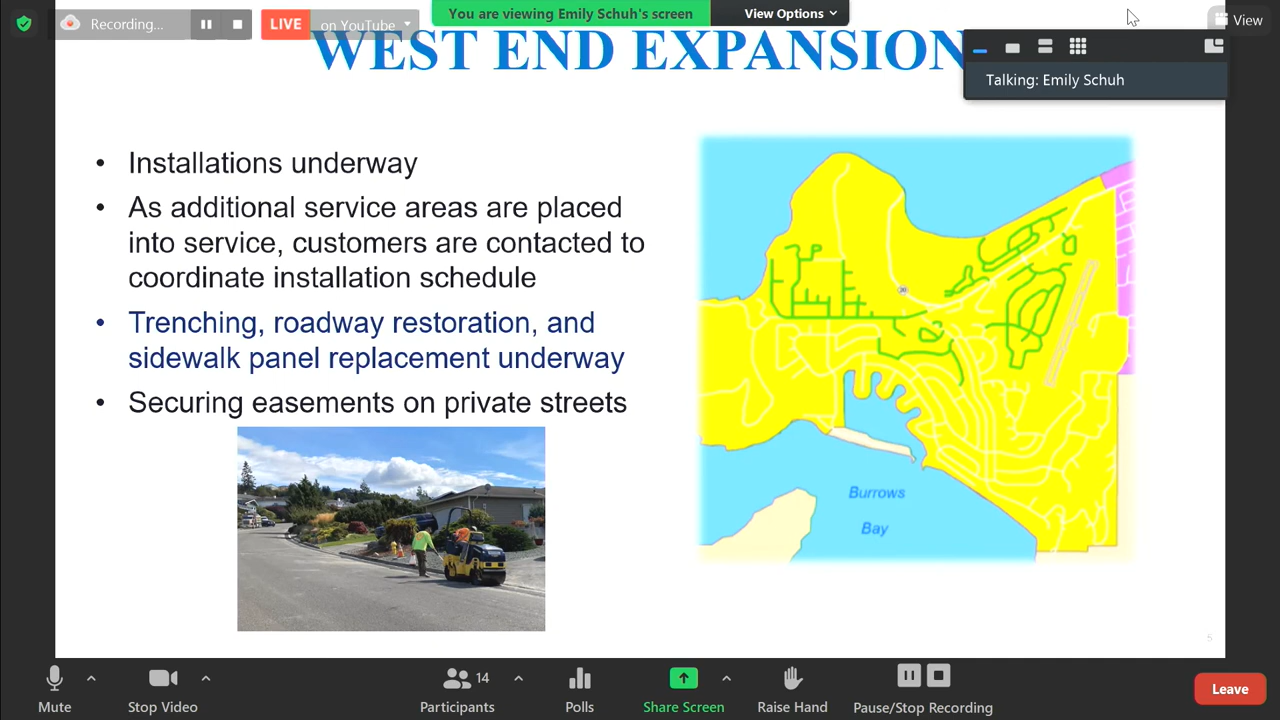 Recording...
LIVE
on YouTube
You are viewing Emily Schuh's screen
View Options
View
WEST END EXPANSION
Talking: Emily Schuh
• Installations underway
• As additional service areas are placed
into service, customers are contacted to
coordinate installation schedule
• Trenching, roadway restoration, and
sidewalk panel replacement underway
• Securing easements on private streets
Burrows
Bay
5
Mute
Stop Video
14
Participants
Polls
Share Screen
Raise Hand
Pause/Stop Recording
Leave